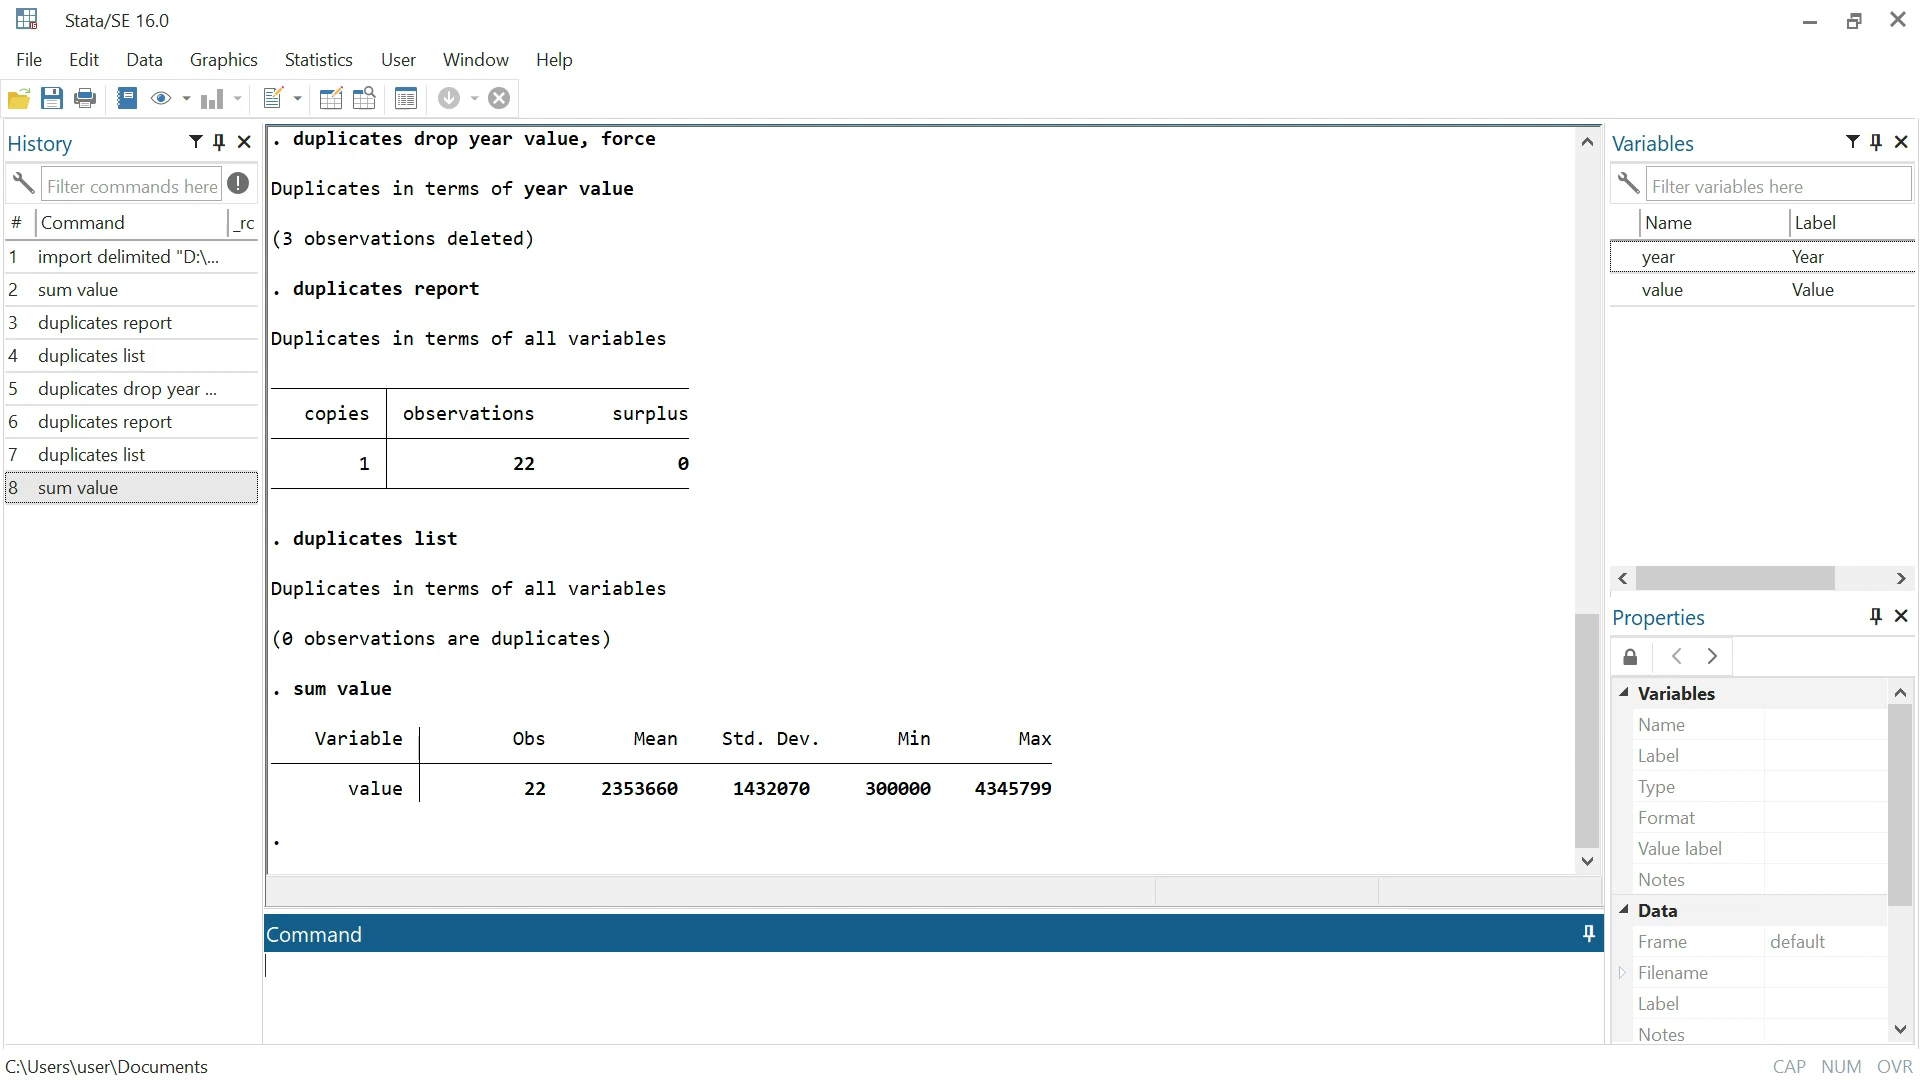 Stata/SE 16.0
File Edit Data Graphics Statistics User Window Help
History
Filter commands here
# Command _rc
1 import delimited "D:\...
2 sum value
3 duplicates report
4 duplicates list
5 duplicates drop year ...
6 duplicates report
7 duplicates list
8 sum value
. duplicates drop year value, force
Duplicates in terms of year value
(3 observations deleted)
. duplicates report
Duplicates in terms of all variables
copies observations surplus
1 22 0
. duplicates list
Duplicates in terms of all variables
(0 observations are duplicates)
. sum value
Variable Obs Mean Std. Dev. Min Max
value 22 2353660 1432070 300000 4345799
.
Command
Variables
Filter variables here
Name Label
year Year
value Value
Properties
Variables
Name
Label
Type
Format
Value label
Notes
Data
Frame default
Filename
Label
Notes
C:\Users\user\Documents
CAP NUM OVR